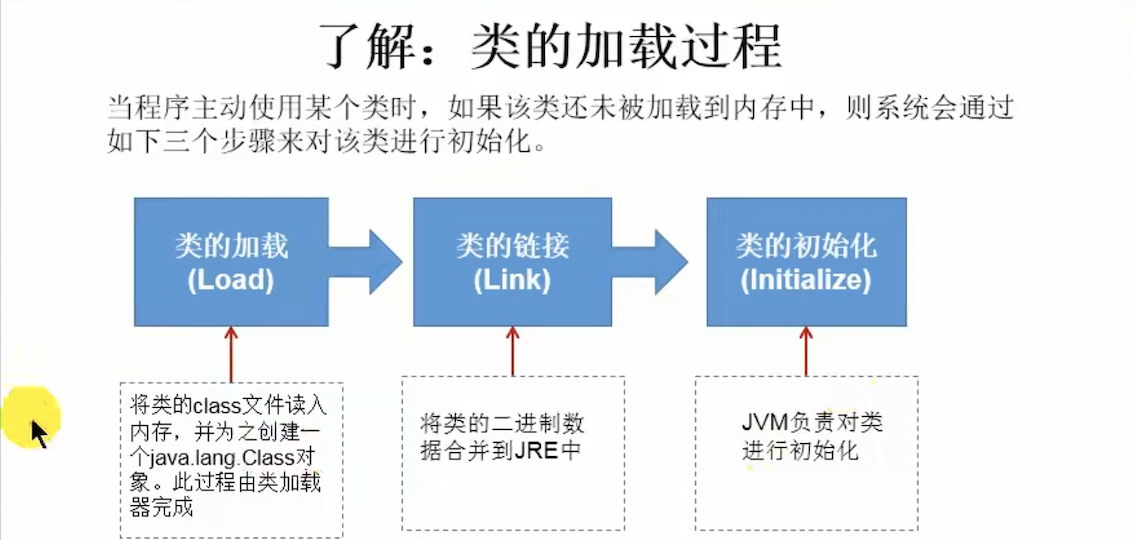 了解：类的加载过程
当程序主动使用某个类时，如果该类还未被加载到内存中，则系统会通过
如下三个步骤来对该类进行初始化。
类的加载
(Load)
类的链接
(Link)
类的初始化
(Initialize)
将类的class文件读入
内存，并为之创建一
个java.lang.Class对
象。此过程由类加载
器完成
将类的二进制数
据合并到JRE中
JVM负责对类
进行初始化